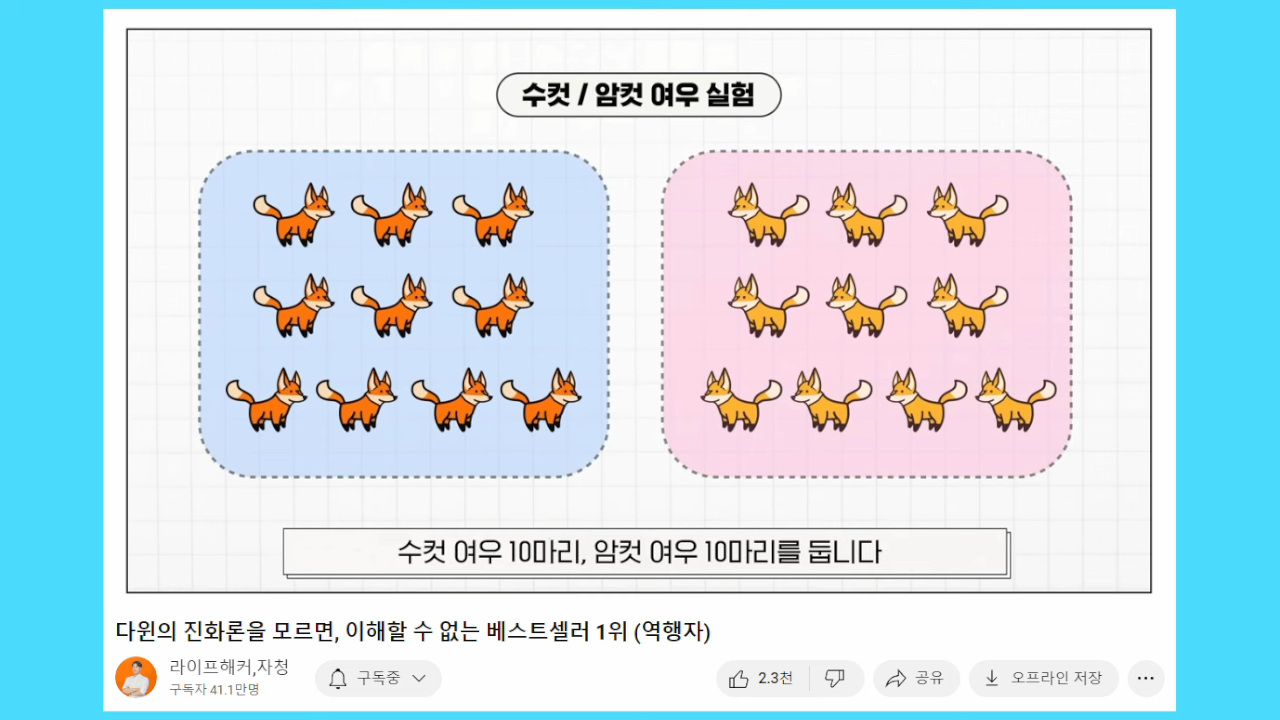 수컷 / 암컷 여우 실험
수컷 여우 10마리, 암컷 여우 10마리를 둡니다
다윈의 진화론을 모르면, 이해할 수 없는 베스트셀러 1위 (역행자)
라이프해커,자청
구독자 41.1만명
구독중
2.3천
공유
오프라인 저장